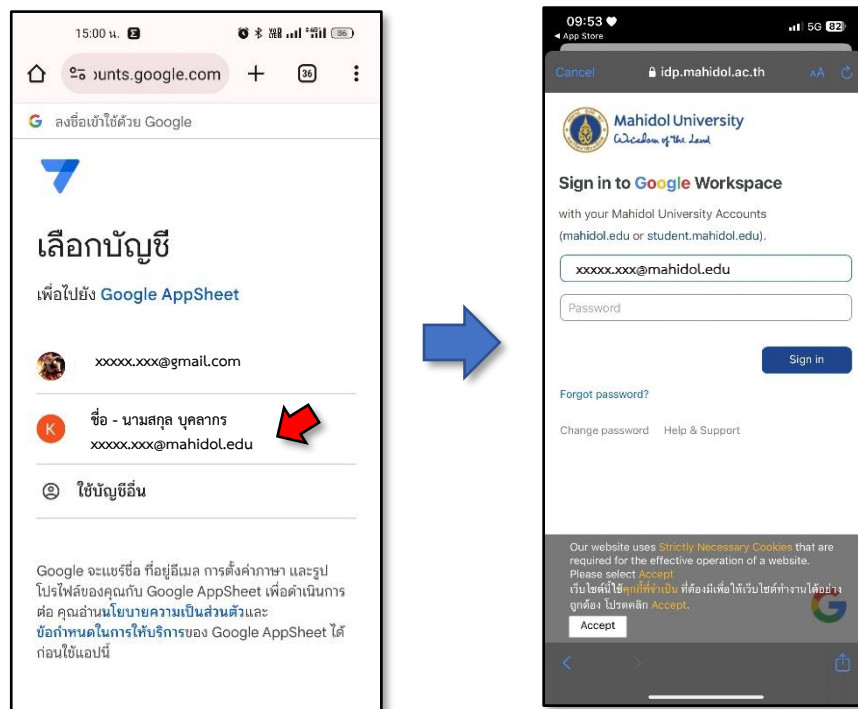 15:00 น.
36
86
ounts.google.com
ลงชื่อเข้าใช้ด้วย Google
เลือกบัญชี
เพื่อไปยัง Google AppSheet
xxxxx.xxx@gmail.com
K
ชื่อ - นามสกุล บุคลากร
xxxxx.xxx@mahidol.edu
ใช้บัญชีอื่น
Google จะแชร์ชื่อ ที่อยู่อีเมล การตั้งค่าภาษา และรูป
โปรไฟล์ของคุณกับ Google AppSheet เพื่อดำเนินการ
ต่อ คุณอ่านนโยบายความเป็นส่วนตัวและ
ข้อกำหนดในการให้บริการของ Google AppSheet ได้
ก่อนใช้แอปนี้
09:53
5G 82
App Store
Cancel
idp.mahidol.ac.th
AA
Mahidol University
Wisdom of the Land
Sign in to Google Workspace
with your Mahidol University Accounts
(mahidol.edu or student.mahidol.edu).
xxxxx.xxx@mahidol.edu
Password
Sign in
Forgot password?
Change password Help & Support
Our website uses Strictly Necessary Cookies that are
required for the effective operation of a website.
Please select Accept
เว็บไซต์นี้ใช้คุกกี้ที่จำเป็น ที่ต้องมีเพื่อให้เว็บไซต์ทำงานได้อย่าง
ถูกต้อง โปรดคลิก Accept.
Accept